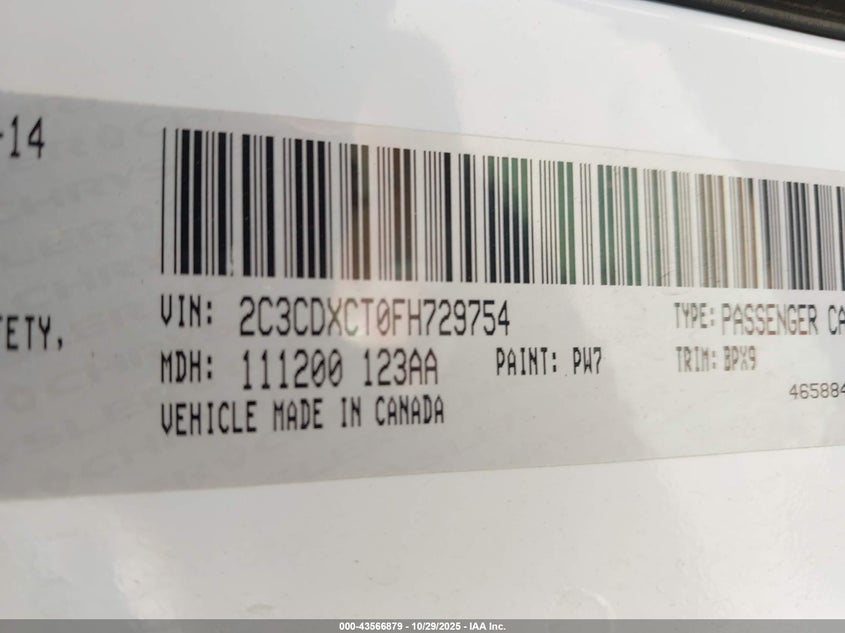 -14
VIN: 2C3CDXCT0FH729754
TYPE: PASSENGER CA
ETY,
MDH: 111200 123AA
PAINT: PW7
TRIM: BPX9
465884
VEHICLE MADE IN CANADA
000-43566879 | 10/29/2025 - IAA Inc.